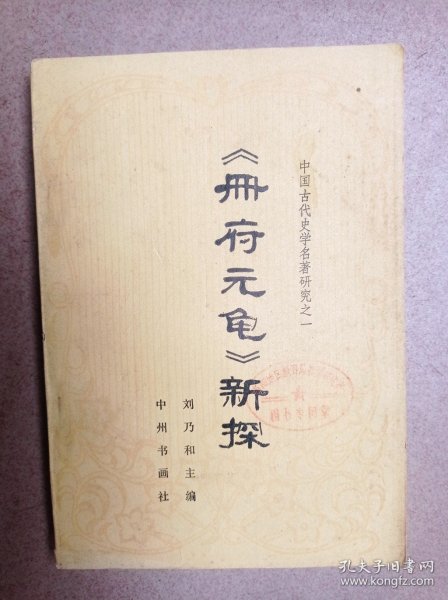 中国古代史学名著研究之一
《冊府元龟》新探
刘乃和主编
中州书画社
孔夫子旧书网
www.kongfz.com